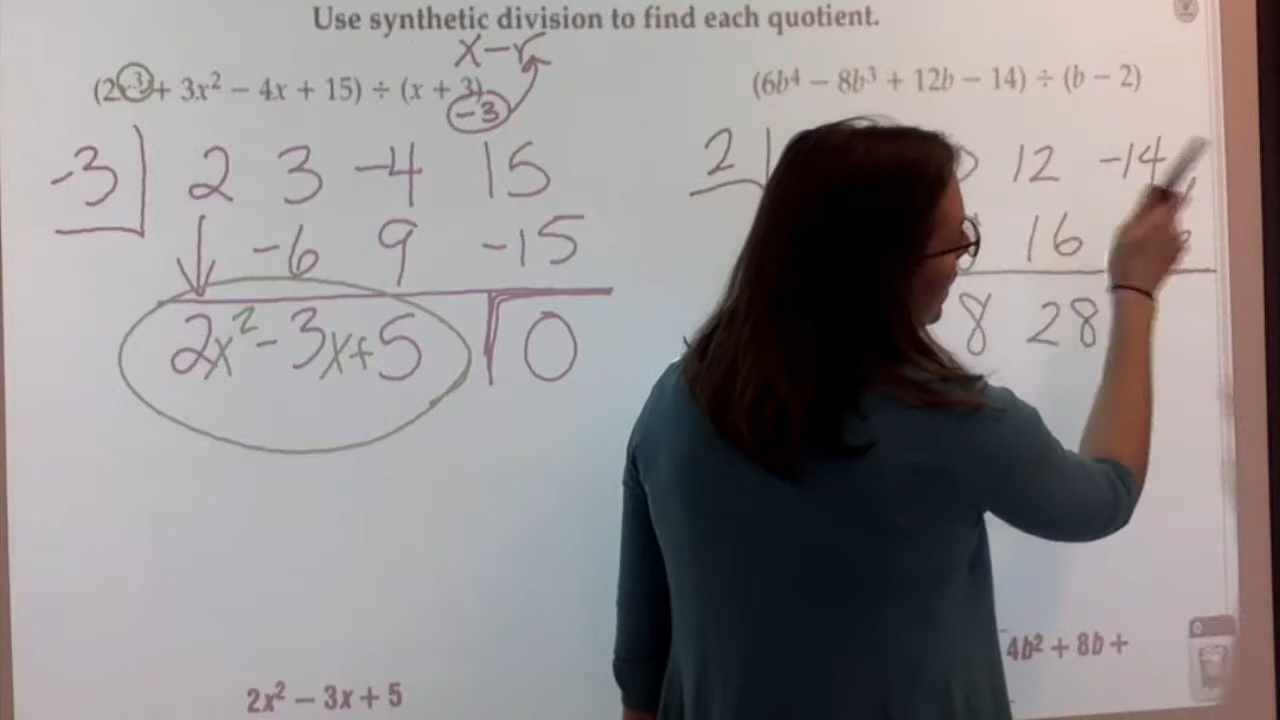 Use synthetic division to find each quotient.
x - r
(2x³ + 3x² - 4x + 15) ÷ (x + 3)
-3
-3 2 3 -4 15
-6 9 -15
2x² - 3x + 5 0
2x² - 3x + 5
(6b⁴ - 8b³ + 12b - 14) ÷ (b - 2)
2 12 -14
16
8 28
4b² + 8b +